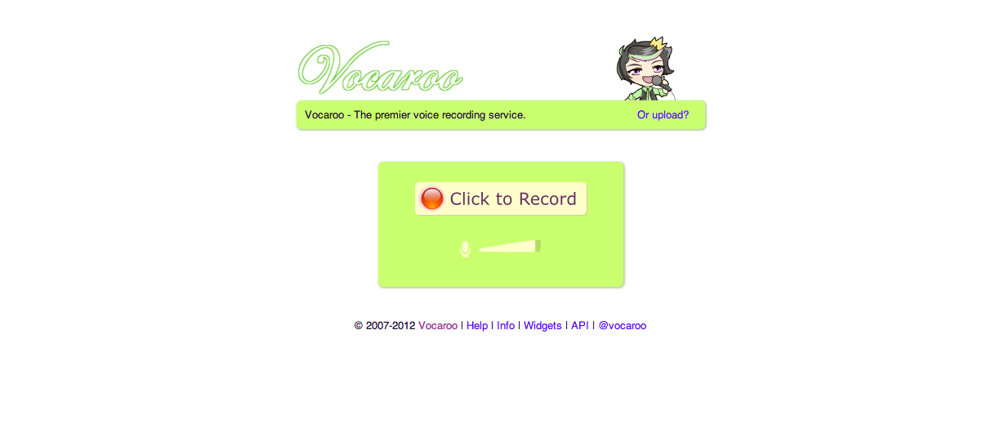 Vocaroo
Vocaroo - The premier voice recording service.
Or upload?
Click to Record
© 2007-2012 Vocaroo | Help | Info | Widgets | API | @vocaroo